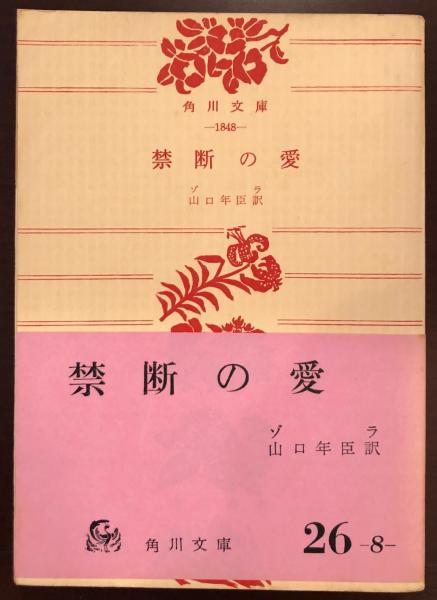 角川文庫
—1848—
禁断の愛
ゾラ
山口年臣訳
禁断の愛
ゾラ
山口年臣訳
角川文庫
26 -8-